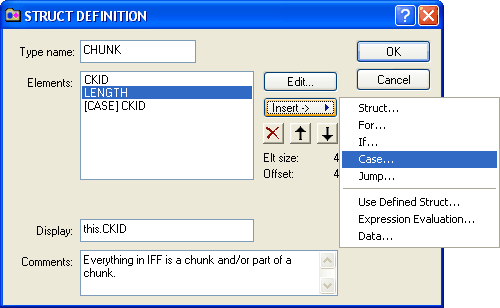 STRUCT DEFINITION
Type name: CHUNK
OK
Elements: CKID
LENGTH
[CASE] CKID
Edit...
Cancel
Insert ->
Elt size: 4
Offset: 4
Struct...
For...
If...
Case...
Jump...
Use Defined Struct...
Expression Evaluation...
Data...
Display: this.CKID
Comments: Everything in IFF is a chunk and/or part of a
chunk.